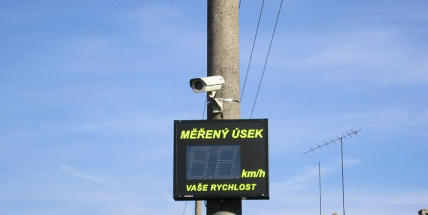 MĚŘENÝ ÚSEK
km/h
VAŠE RYCHLOST